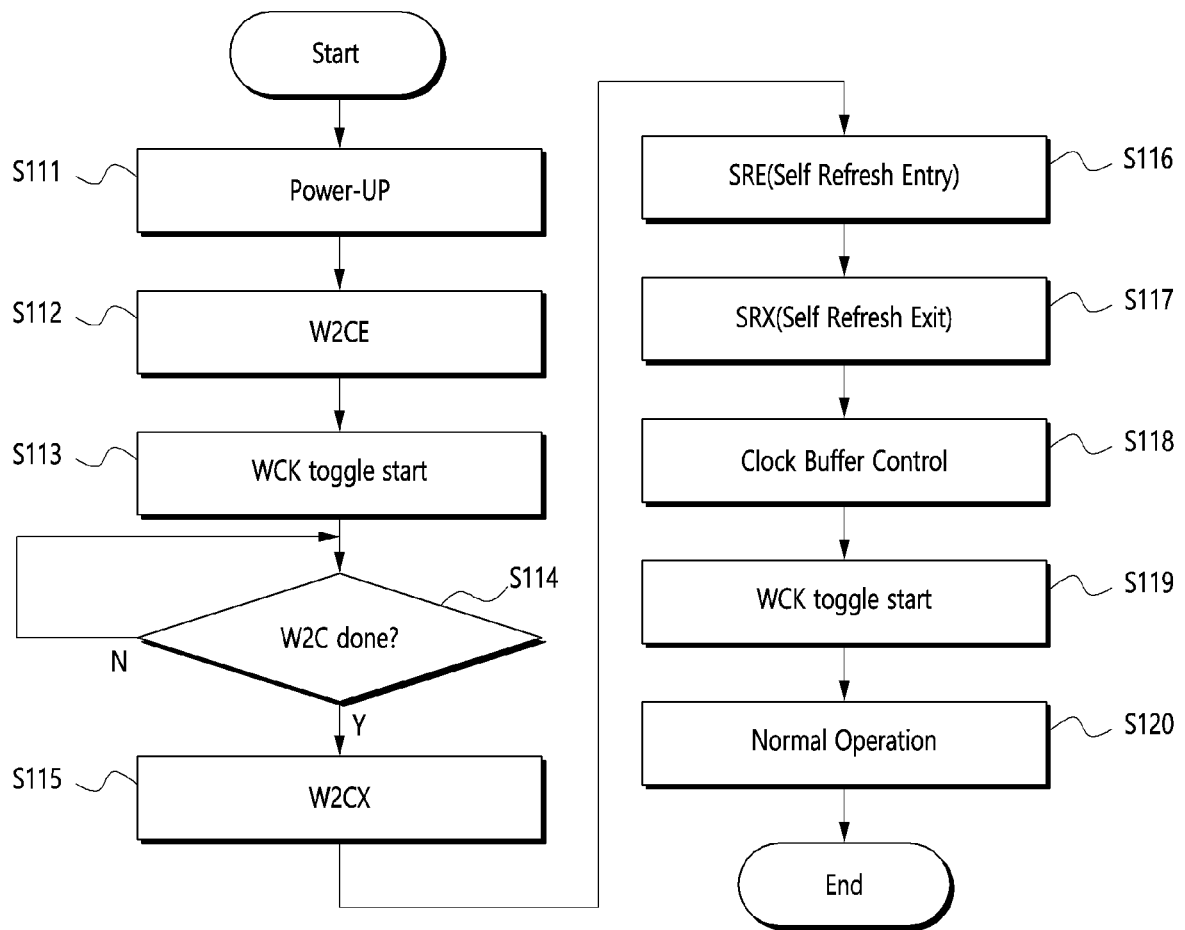 Start
S111
Power-UP
S112
W2CE
S113
WCK toggle start
S114
W2C done?
N
Y
S115
W2CX
SRE(Self Refresh Entry)
S116
SRX(Self Refresh Exit)
S117
Clock Buffer Control
S118
WCK toggle start
S119
Normal Operation
S120
End